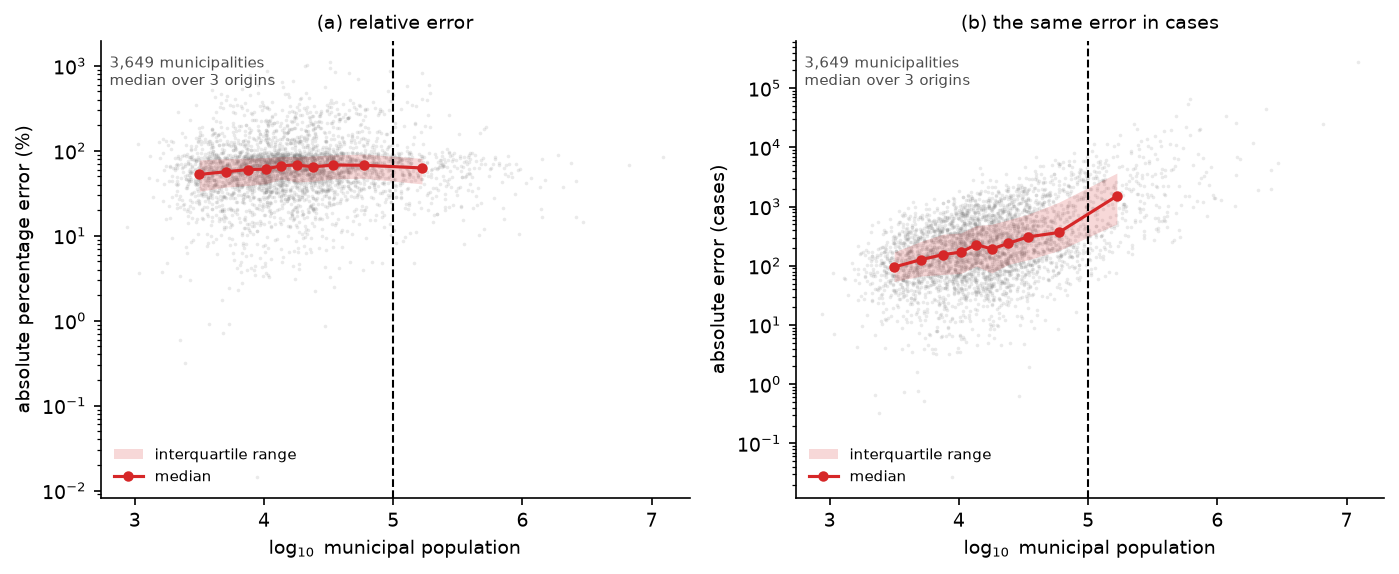 (a) relative error
3,649 municipalities
median over 3 origins
absolute percentage error (%)
10³
10²
10¹
10⁰
10⁻¹
10⁻²
interquartile range
median
3 4 5 6 7
log₁₀ municipal population
(b) the same error in cases
3,649 municipalities
median over 3 origins
absolute error (cases)
10⁵
10⁴
10³
10²
10¹
10⁰
10⁻¹
interquartile range
median
3 4 5 6 7
log₁₀ municipal population